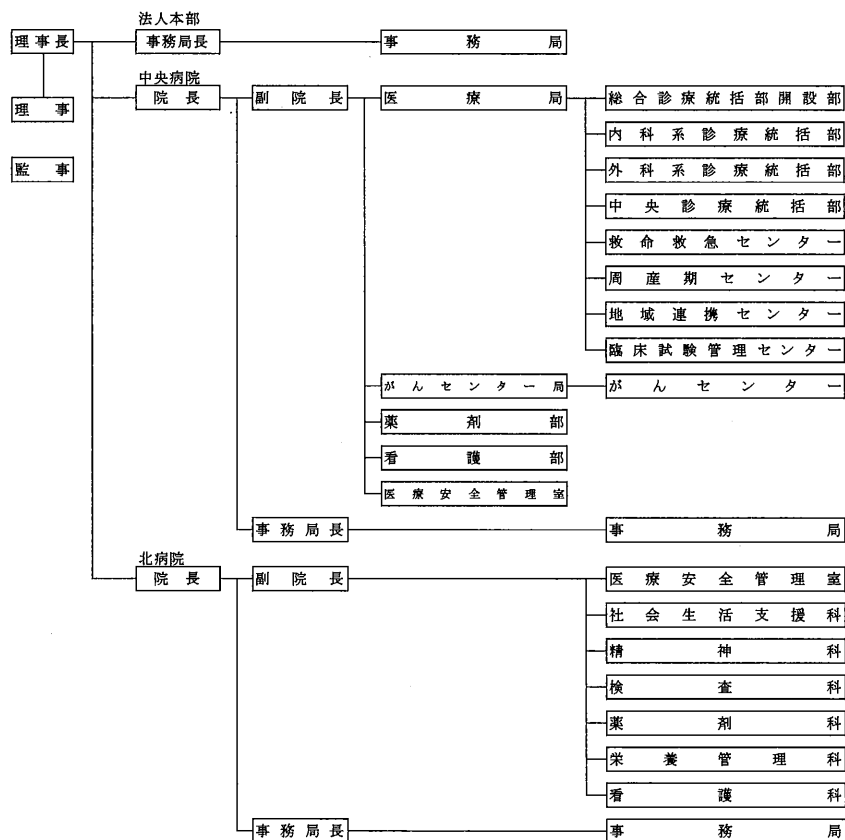 法人本部
理事長 事務局長 事務局
中央病院
院長 副院長 医療局 総合診療統括部開設部
理事 内科系診療統括部
監事 外科系診療統括部
中央診療統括部
救命救急センター
周産期センター
地域連携センター
臨床試験管理センター
がんセンター局 がんセンター
薬剤部
看護部
医療安全管理室
事務局長 事務局
北病院
院長 副院長 医療安全管理室
社会生活支援科
精神科
検査科
薬剤科
栄養管理科
看護科
事務局長 事務局